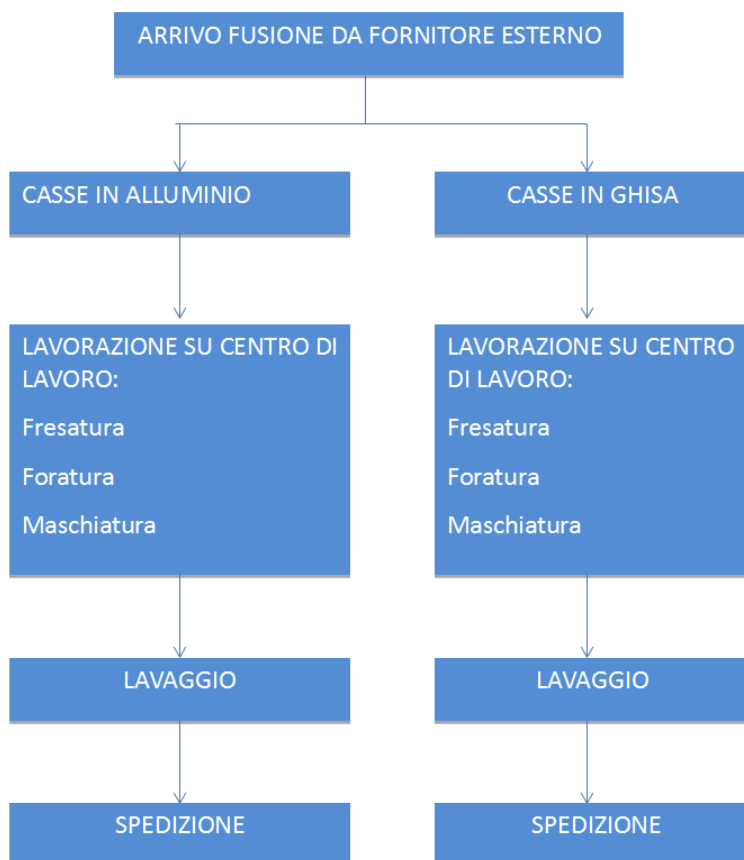 ARRIVO FUSIONE DA FORNITORE ESTERNO
CASSE IN ALLUMINIO
CASSE IN GHISA
LAVORAZIONE SU CENTRO DI
LAVORO:
Fresatura
Foratura
Maschiatura
LAVORAZIONE SU CENTRO
DI LAVORO:
Fresatura
Foratura
Maschiatura
LAVAGGIO
LAVAGGIO
SPEDIZIONE
SPEDIZIONE